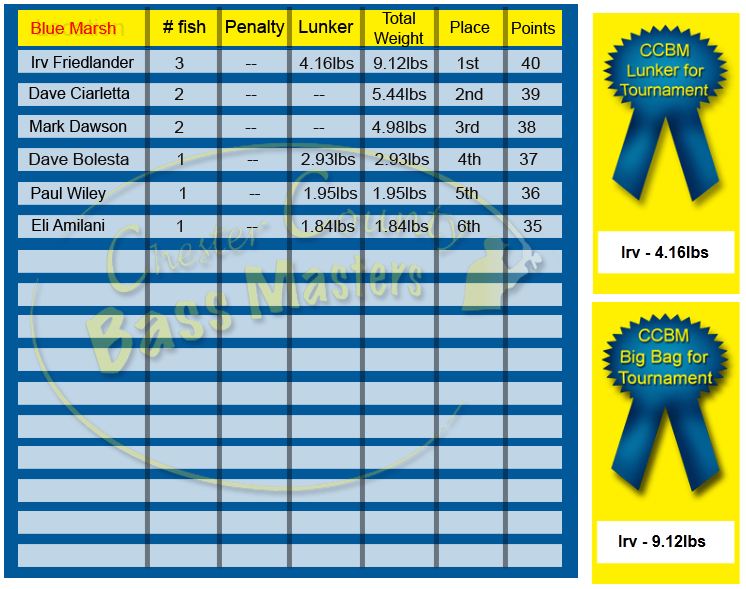 Blue Marsh # fish Penalty Lunker Total Weight Place Points
Irv Friedlander 3 -- 4.16lbs 9.12lbs 1st 40
Dave Ciarletta 2 -- -- 5.44lbs 2nd 39
Mark Dawson 2 -- -- 4.98lbs 3rd 38
Dave Bolesta 1 -- 2.93lbs 2.93lbs 4th 37
Paul Wiley 1 -- 1.95lbs 1.95lbs 5th 36
Eli Amilani 1 -- 1.84lbs 1.84lbs 6th 35
Chester County
Bass Masters
CCBM
Lunker for
Tournament
Irv - 4.16lbs
CCBM
Big Bag for
Tournament
Irv - 9.12lbs